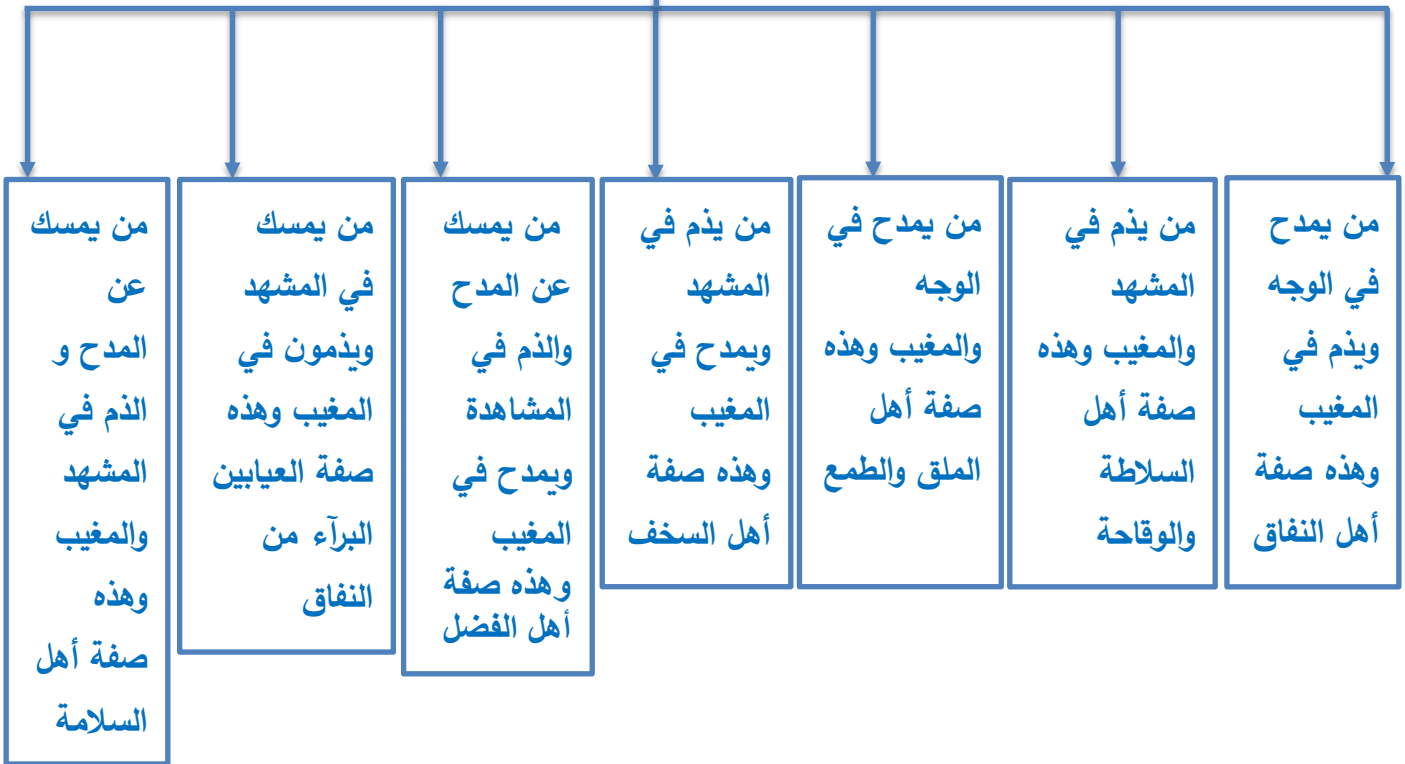 من يمدح
في الوجه
ويذم في
المغيب
وهذه صفة
أهل النفاق
من يذم في
المشهد
والمغيب وهذه
صفة أهل
السلاطة
والوقاحة
من يمدح في
الوجه
والمغيب وهذه
صفة أهل
الملق والطمع
من يذم في
المشهد
ويمدح في
المغيب
وهذه صفة
أهل السخف
من يمسك
عن المدح
والذم في
المشاهدة
ويمدح في
المغيب
وهذه صفة
أهل الفضل
من يمسك
في المشهد
ويذمون في
المغيب وهذه
صفة العيابين
البرآء من
النفاق
من يمسك
عن
المدح و
الذم في
المشهد
والمغيب
وهذه
صفة أهل
السلامة